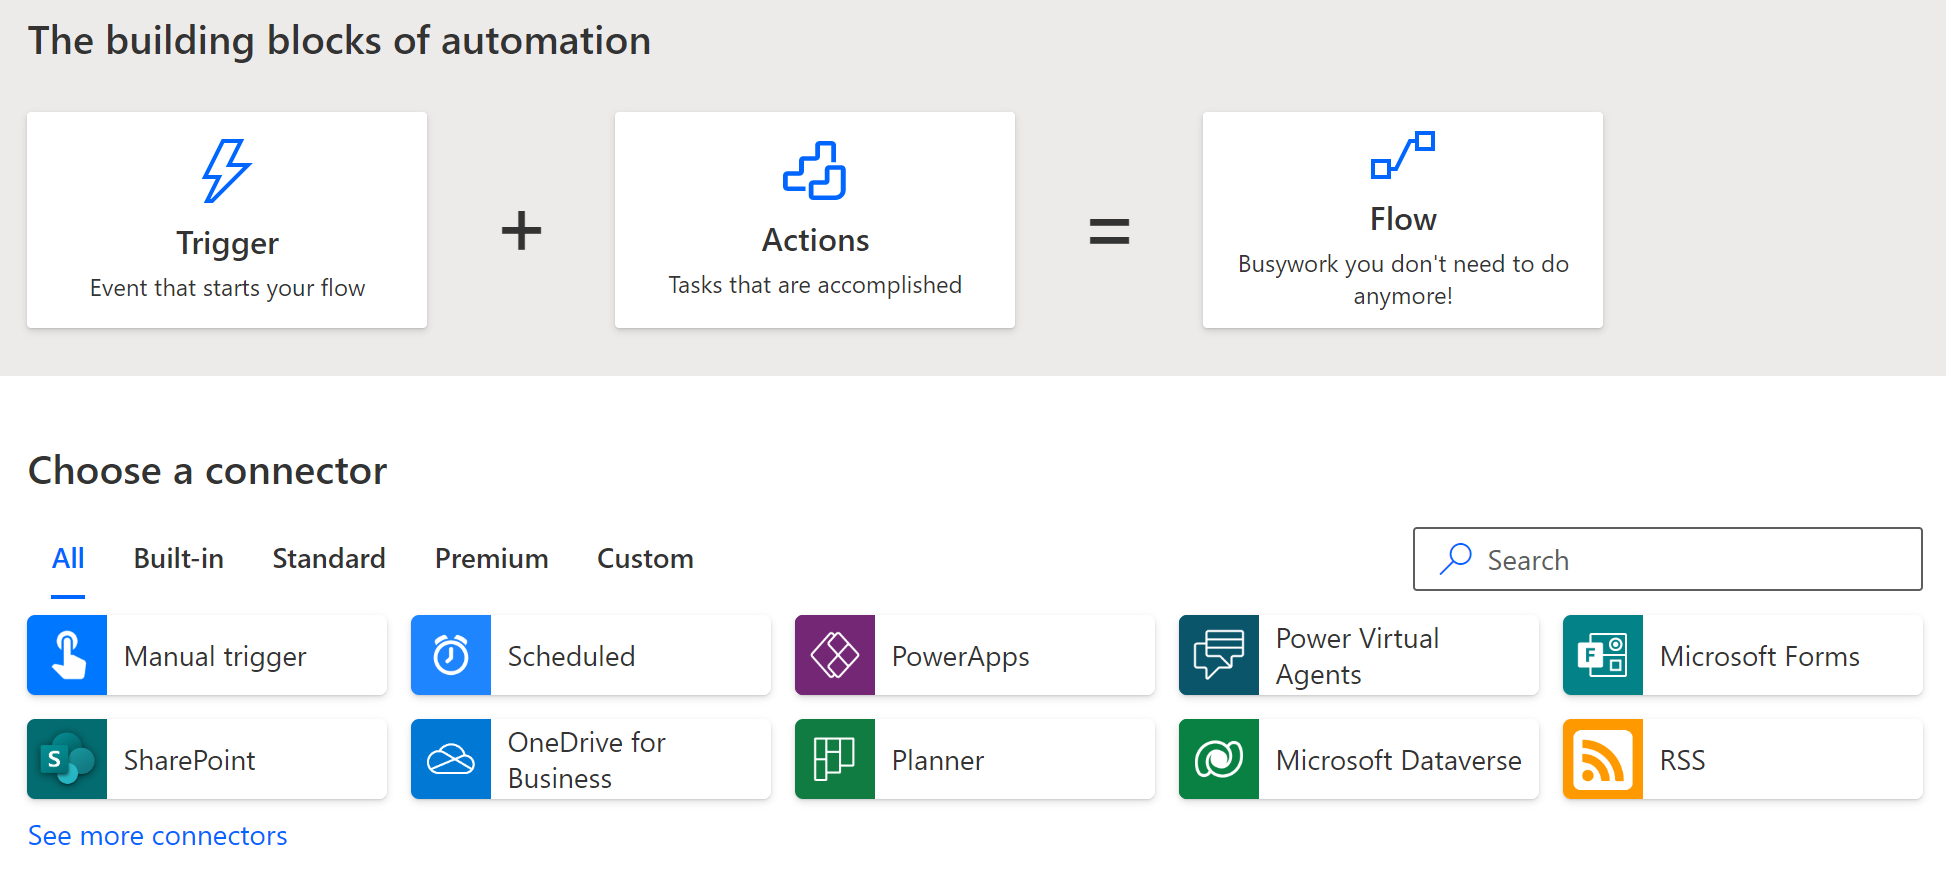 The building blocks of automation
Trigger
Event that starts your flow
+
Actions
Tasks that are accomplished
=
Flow
Busywork you don't need to do
anymore!
Choose a connector
All
Built-in
Standard
Premium
Custom
Search
Manual trigger
Scheduled
PowerApps
Power Virtual
Agents
F
Microsoft Forms
S
SharePoint
OneDrive for
Business
Planner
Microsoft Dataverse
RSS
See more connectors